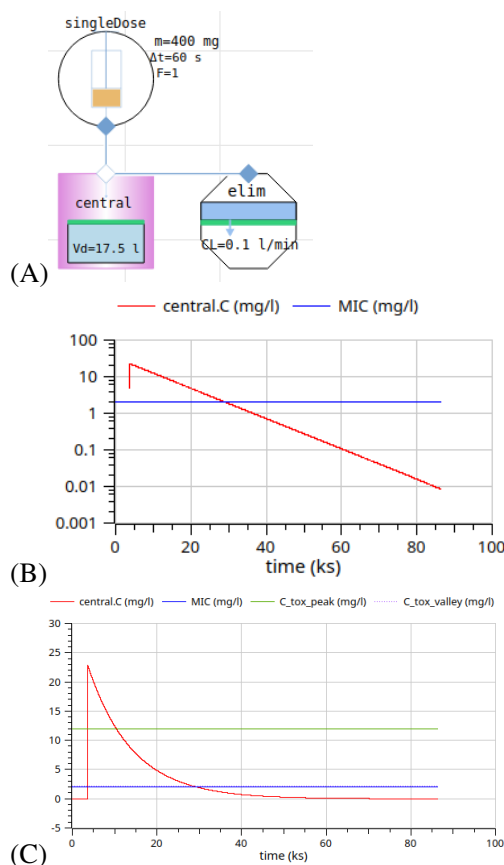 singleDose
m=400 mg
Δt=60 s
F=1
central
Vd=17.5 l
elim
CL=0.1 l/min
(A)
central.C (mg/l) MIC (mg/l)
100
10
1
0.1
0.01
0.001
0 20 40 60 80 100
time (ks)
(B)
central.C (mg/l) MIC (mg/l) C_tox_peak (mg/l) C_tox_valley (mg/l)
30
25
20
15
10
5
0
-5
0 20 40 60 80 100
time (ks)
(C)